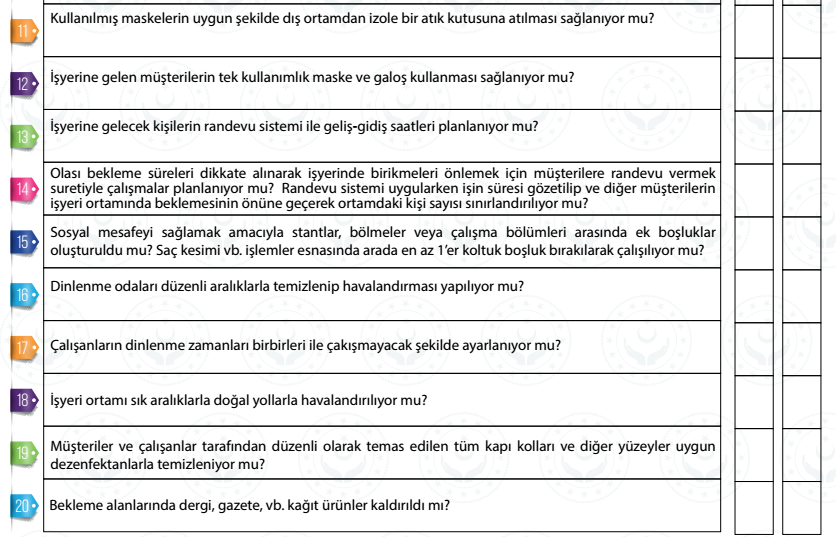 11 Kullanılmış maskelerin uygun şekilde dış ortamdan izole bir atık kutusuna atılması sağlanıyor mu?
12 İşyerine gelen müşterilerin tek kullanımlık maske ve galoş kullanması sağlanıyor mu?
13 İşyerine gelecek kişilerin randevu sistemi ile geliş-gidiş saatleri planlanıyor mu?
14 Olası bekleme süreleri dikkate alınarak işyerinde birikmeleri önlemek için müşterilere randevu vermek
suretiyle çalışmalar planlanıyor mu? Randevu sistemi uygularken işin süresi gözetilip ve diğer müşterilerin
işyeri ortamında beklemesinin önüne geçerek ortamdaki kişi sayısı sınırlandırılıyor mu?
15 Sosyal mesafeyi sağlamak amacıyla stantlar, bölmeler veya çalışma bölümleri arasında ek boşluklar
oluşturuldu mu? Saç kesimi vb. işlemler esnasında arada en az 1'er koltuk boşluk bırakılarak çalışılıyor mu?
16 Dinlenme odaları düzenli aralıklarla temizlenip havalandırması yapılıyor mu?
17 Çalışanların dinlenme zamanları birbirleri ile çakışmayacak şekilde ayarlanıyor mu?
18 İşyeri ortamı sık aralıklarla doğal yollarla havalandırılıyor mu?
19 Müşteriler ve çalışanlar tarafından düzenli olarak temas edilen tüm kapı kolları ve diğer yüzeyler uygun
dezenfektanlarla temizleniyor mu?
20 Bekleme alanlarında dergi, gazete, vb. kağıt ürünler kaldırıldı mı?